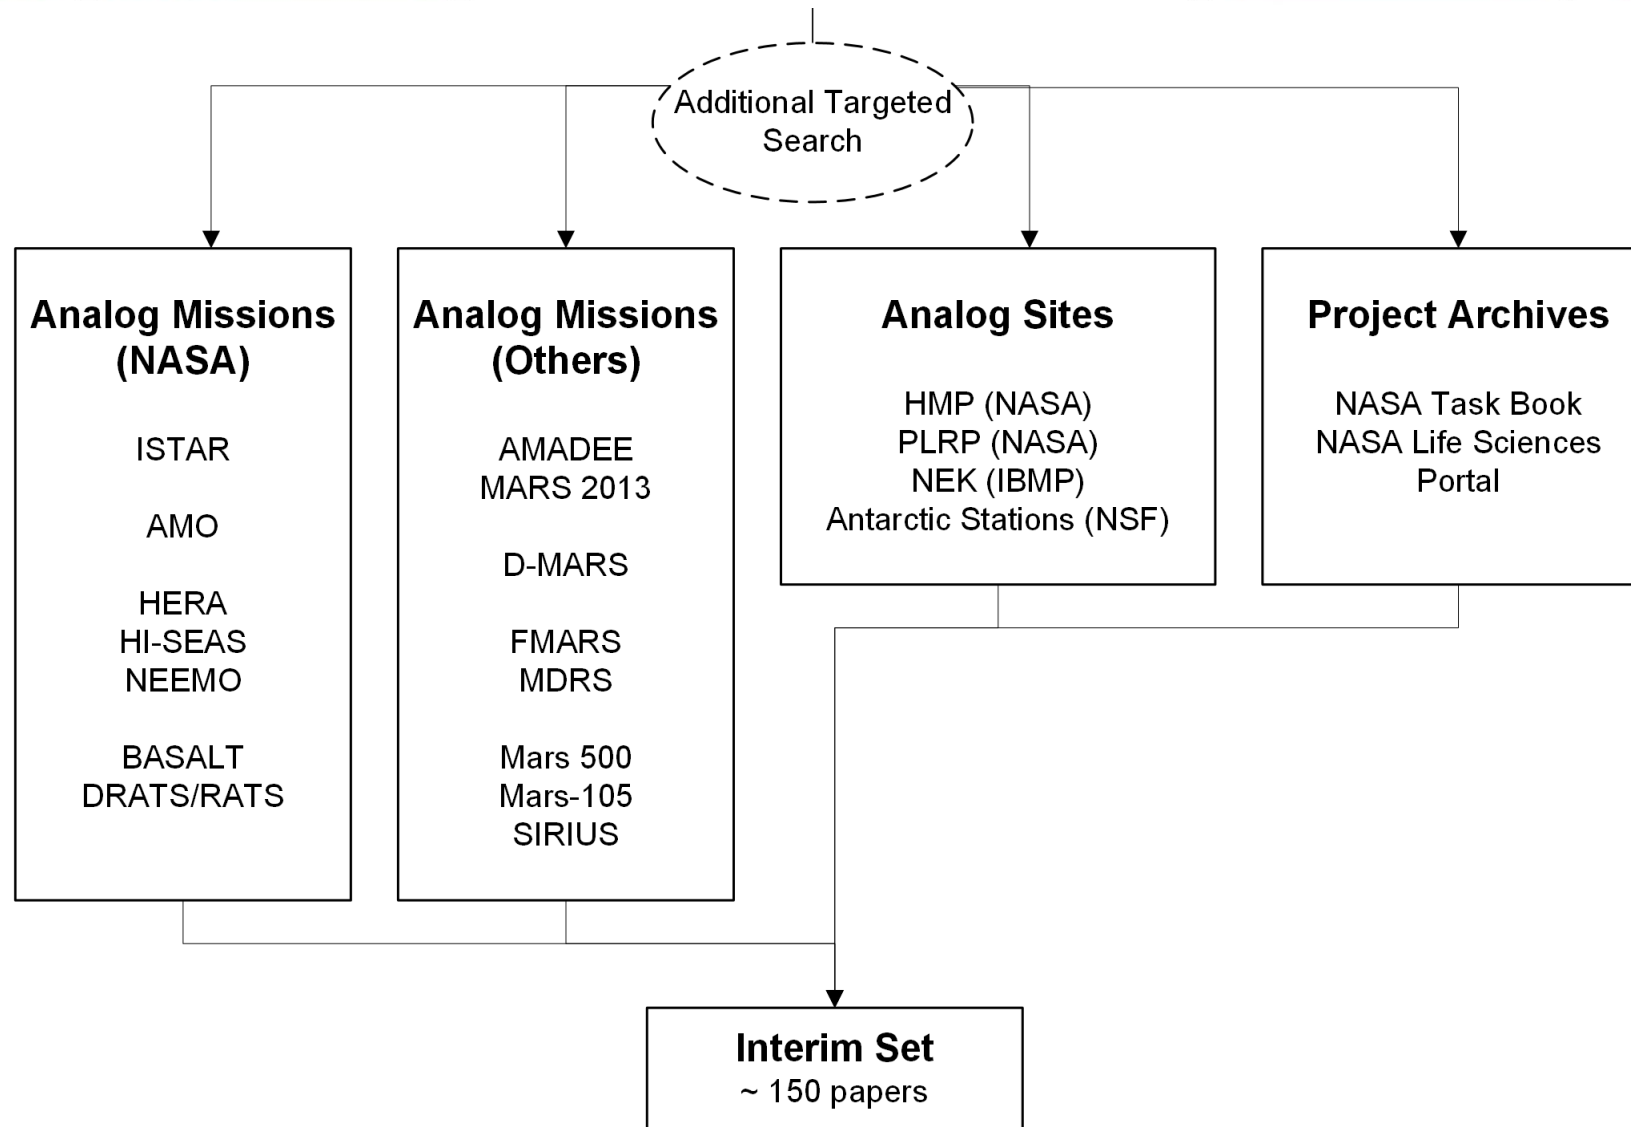 Additional Targeted
Search
Analog Missions
(NASA)
ISTAR
AMO
HERA
HI-SEAS
NEEMO
BASALT
DRATS/RATS
Analog Missions
(Others)
AMADEE
MARS 2013
D-MARS
FMARS
MDRS
Mars 500
Mars-105
SIRIUS
Analog Sites
HMP (NASA)
PLRP (NASA)
NEK (IBMP)
Antarctic Stations (NSF)
Project Archives
NASA Task Book
NASA Life Sciences
Portal
Interim Set
~ 150 papers